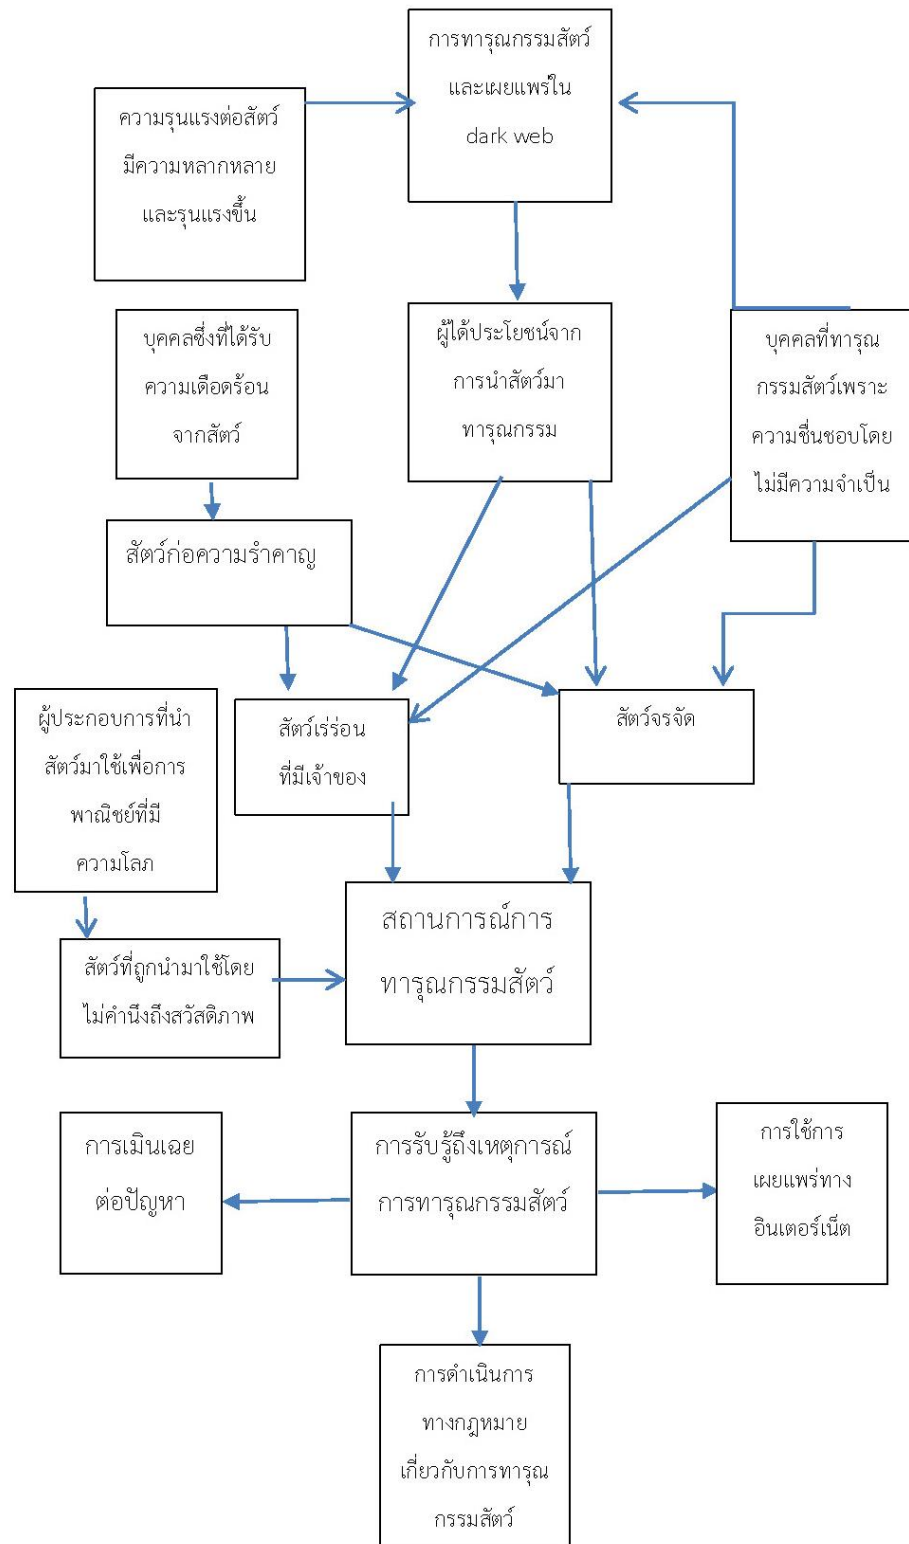 การทารุณกรรมสัตว์
และเผยแพร่ใน
dark web
ความรุนแรงต่อสัตว์
มีความหลากหลาย
และรุนแรงขึ้น
บุคคลซึ่งที่ได้รับ
ความเดือดร้อน
จากสัตว์
ผู้ได้ประโยชน์จาก
การนำสัตว์มา
ทารุณกรรม
บุคคลที่ทารุณ
กรรมสัตว์เพราะ
ความชื่นชอบโดย
ไม่มีความจำเป็น
สัตว์ก่อความรำคาญ
ผู้ประกอบการที่นำ
สัตว์มาใช้เพื่อการ
พาณิชย์ที่มี
ความโลภ
สัตว์เร่ร่อน
ที่มีเจ้าของ
สัตว์จรจัด
สถานการณ์การ
ทารุณกรรมสัตว์
สัตว์ที่ถูกนำมาใช้โดย
ไม่คำนึงถึงสวัสดิภาพ
การเมินเฉย
ต่อปัญหา
การรับรู้ถึงเหตุการณ์
การทารุณกรรมสัตว์
การใช้การ
เผยแพร่ทาง
อินเตอร์เน็ต
การดำเนินการ
ทางกฎหมาย
เกี่ยวกับการทารุณ
กรรมสัตว์